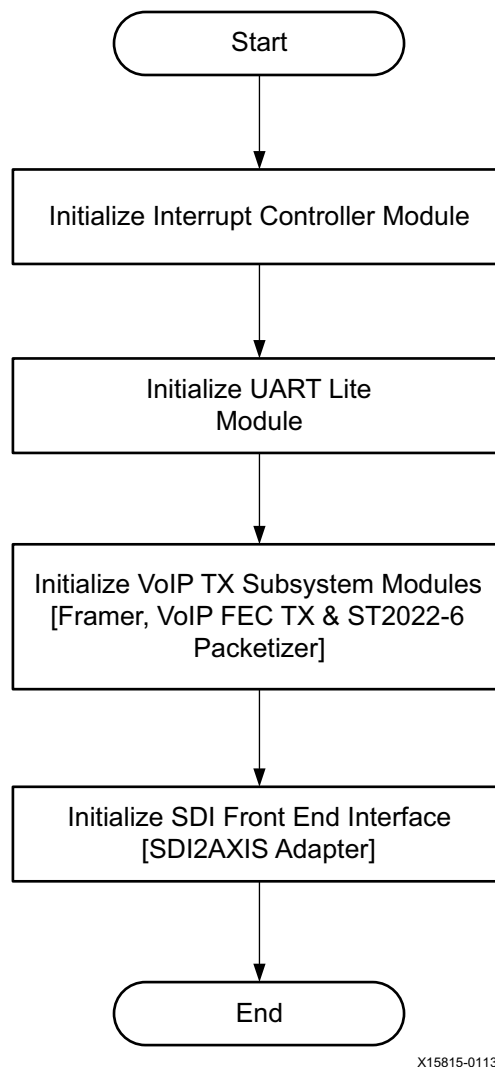 Start
Initialize Interrupt Controller Module
Initialize UART Lite
Module
Initialize VoIP TX Subsystem Modules
[Framer, VoIP FEC TX & ST2022-6
Packetizer]
Initialize SDI Front End Interface
[SDI2AXIS Adapter]
End
X15815-0113